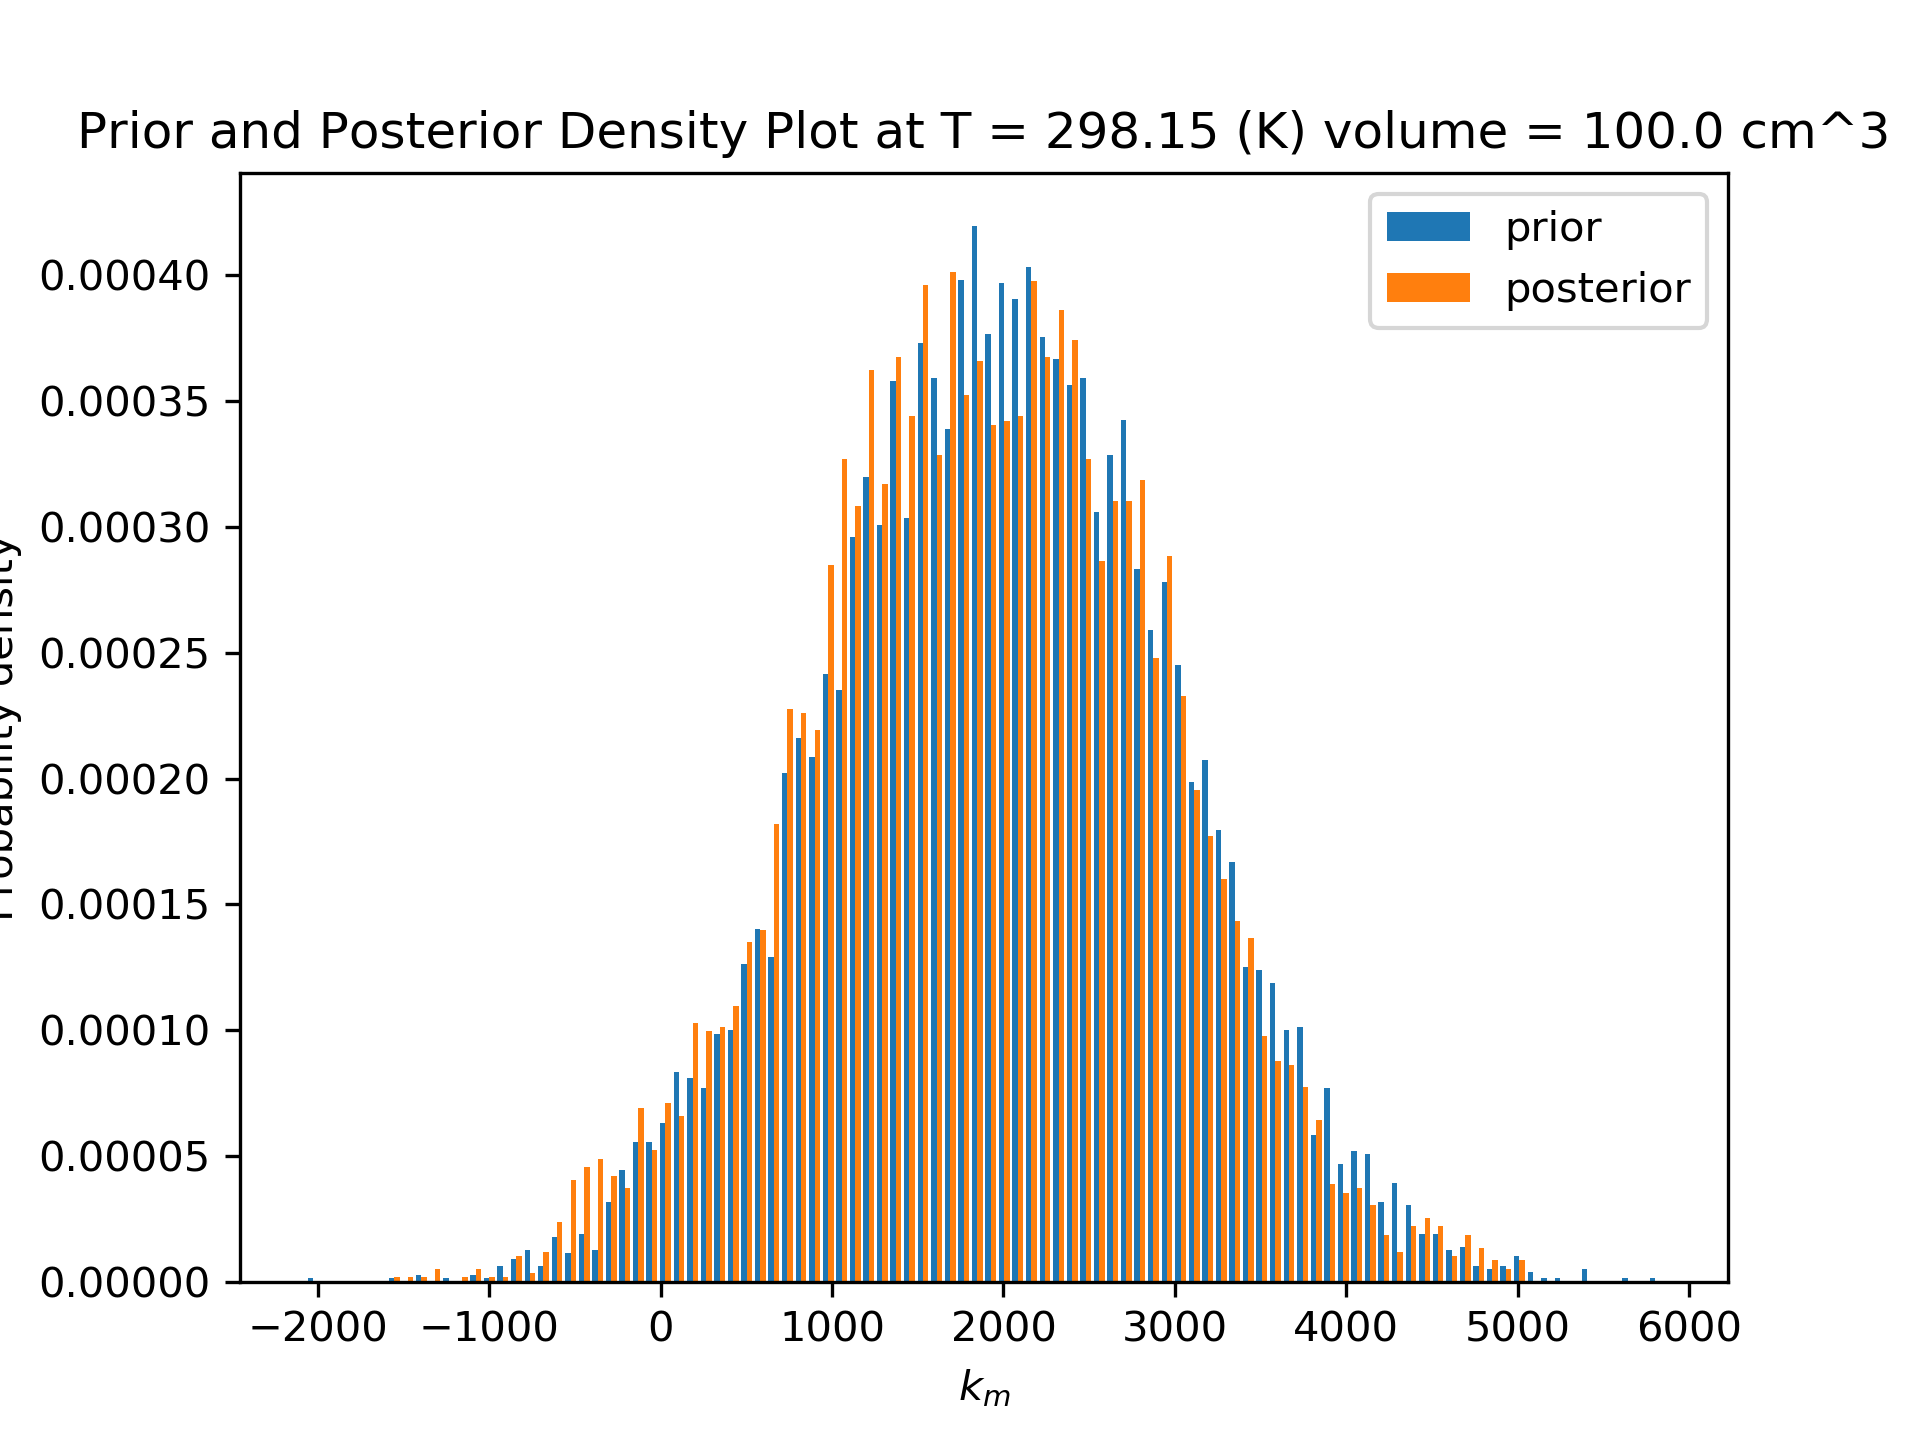 Prior and Posterior Density Plot at T = 298.15 (K) volume = 100.0 cm^3
prior
posterior
0.00040
0.00035
0.00030
0.00025
0.00020
0.00015
0.00010
0.00005
0.00000
Probability density
−2000 −1000 0 1000 2000 3000 4000 5000 6000
k_m